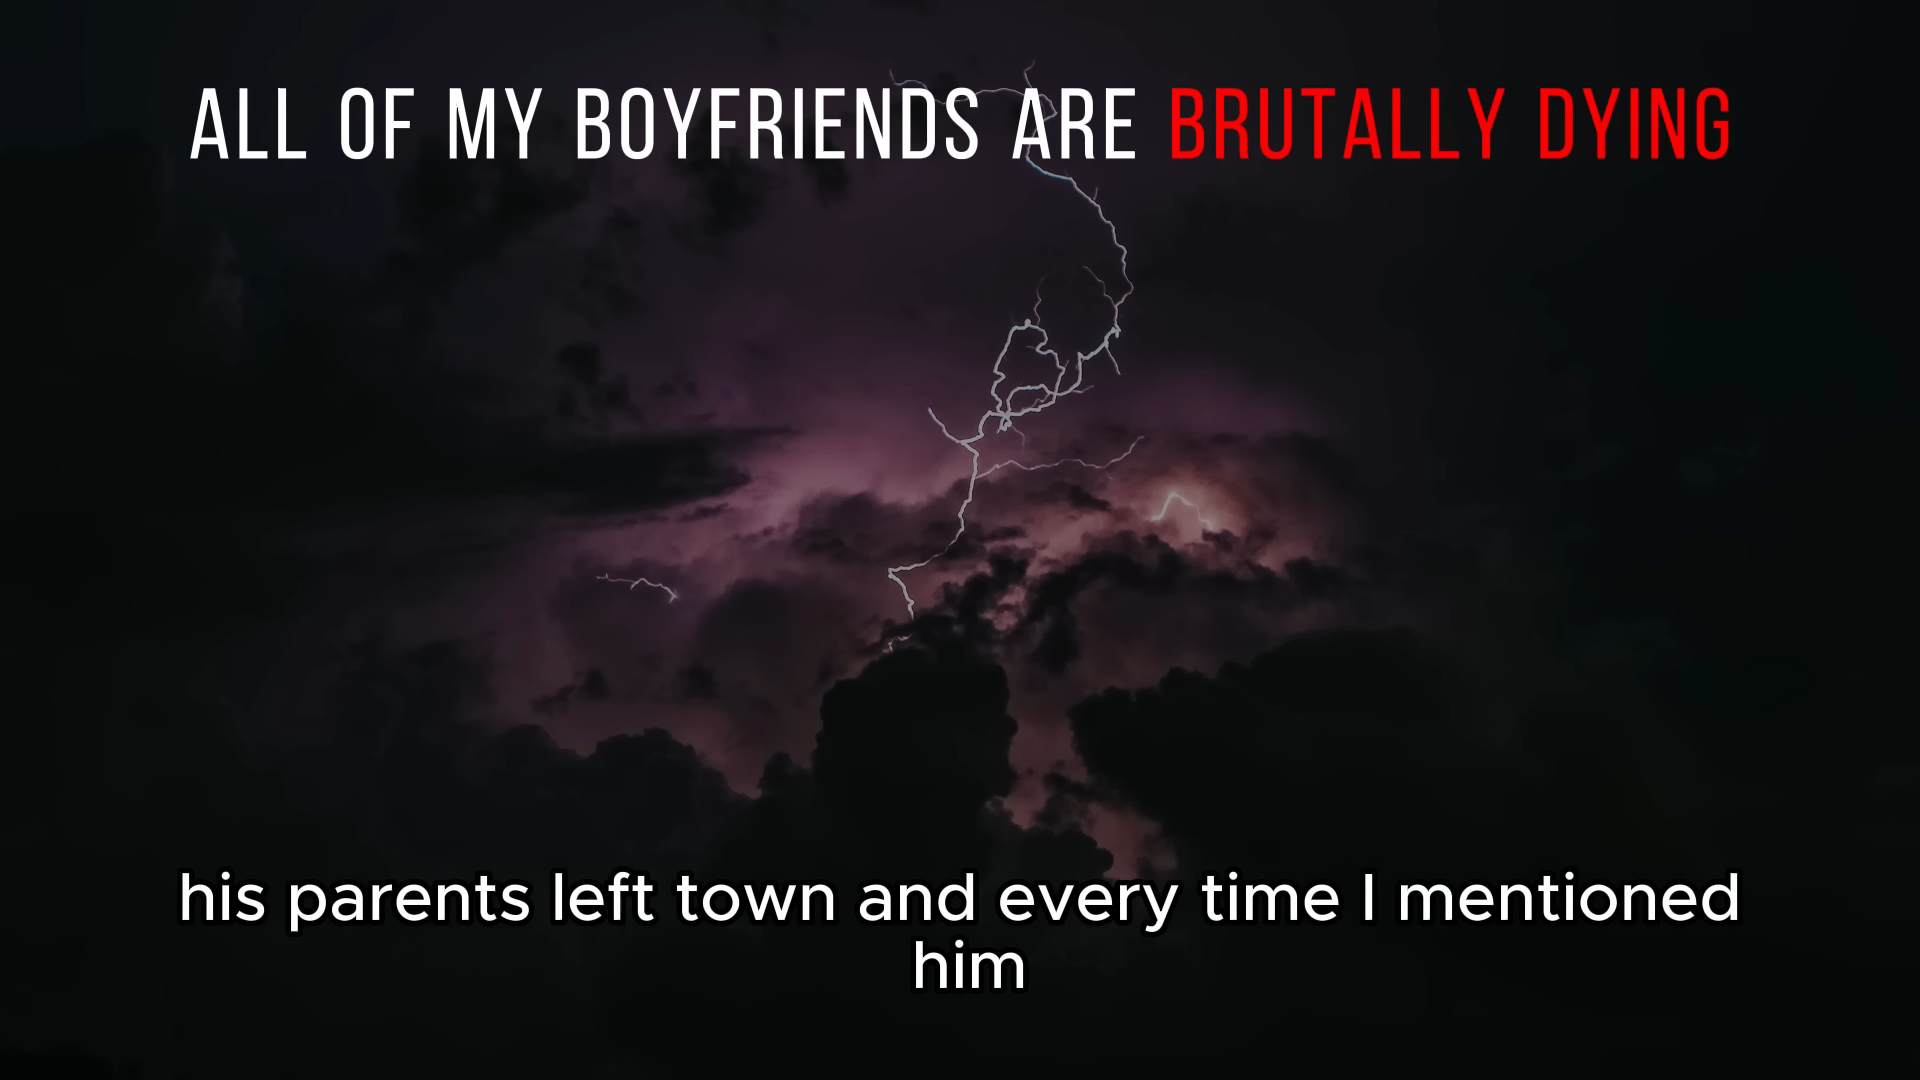 ALL OF MY BOYFRIENDS ARE BRUTALLY DYING
his parents left town and every time I mentioned
him